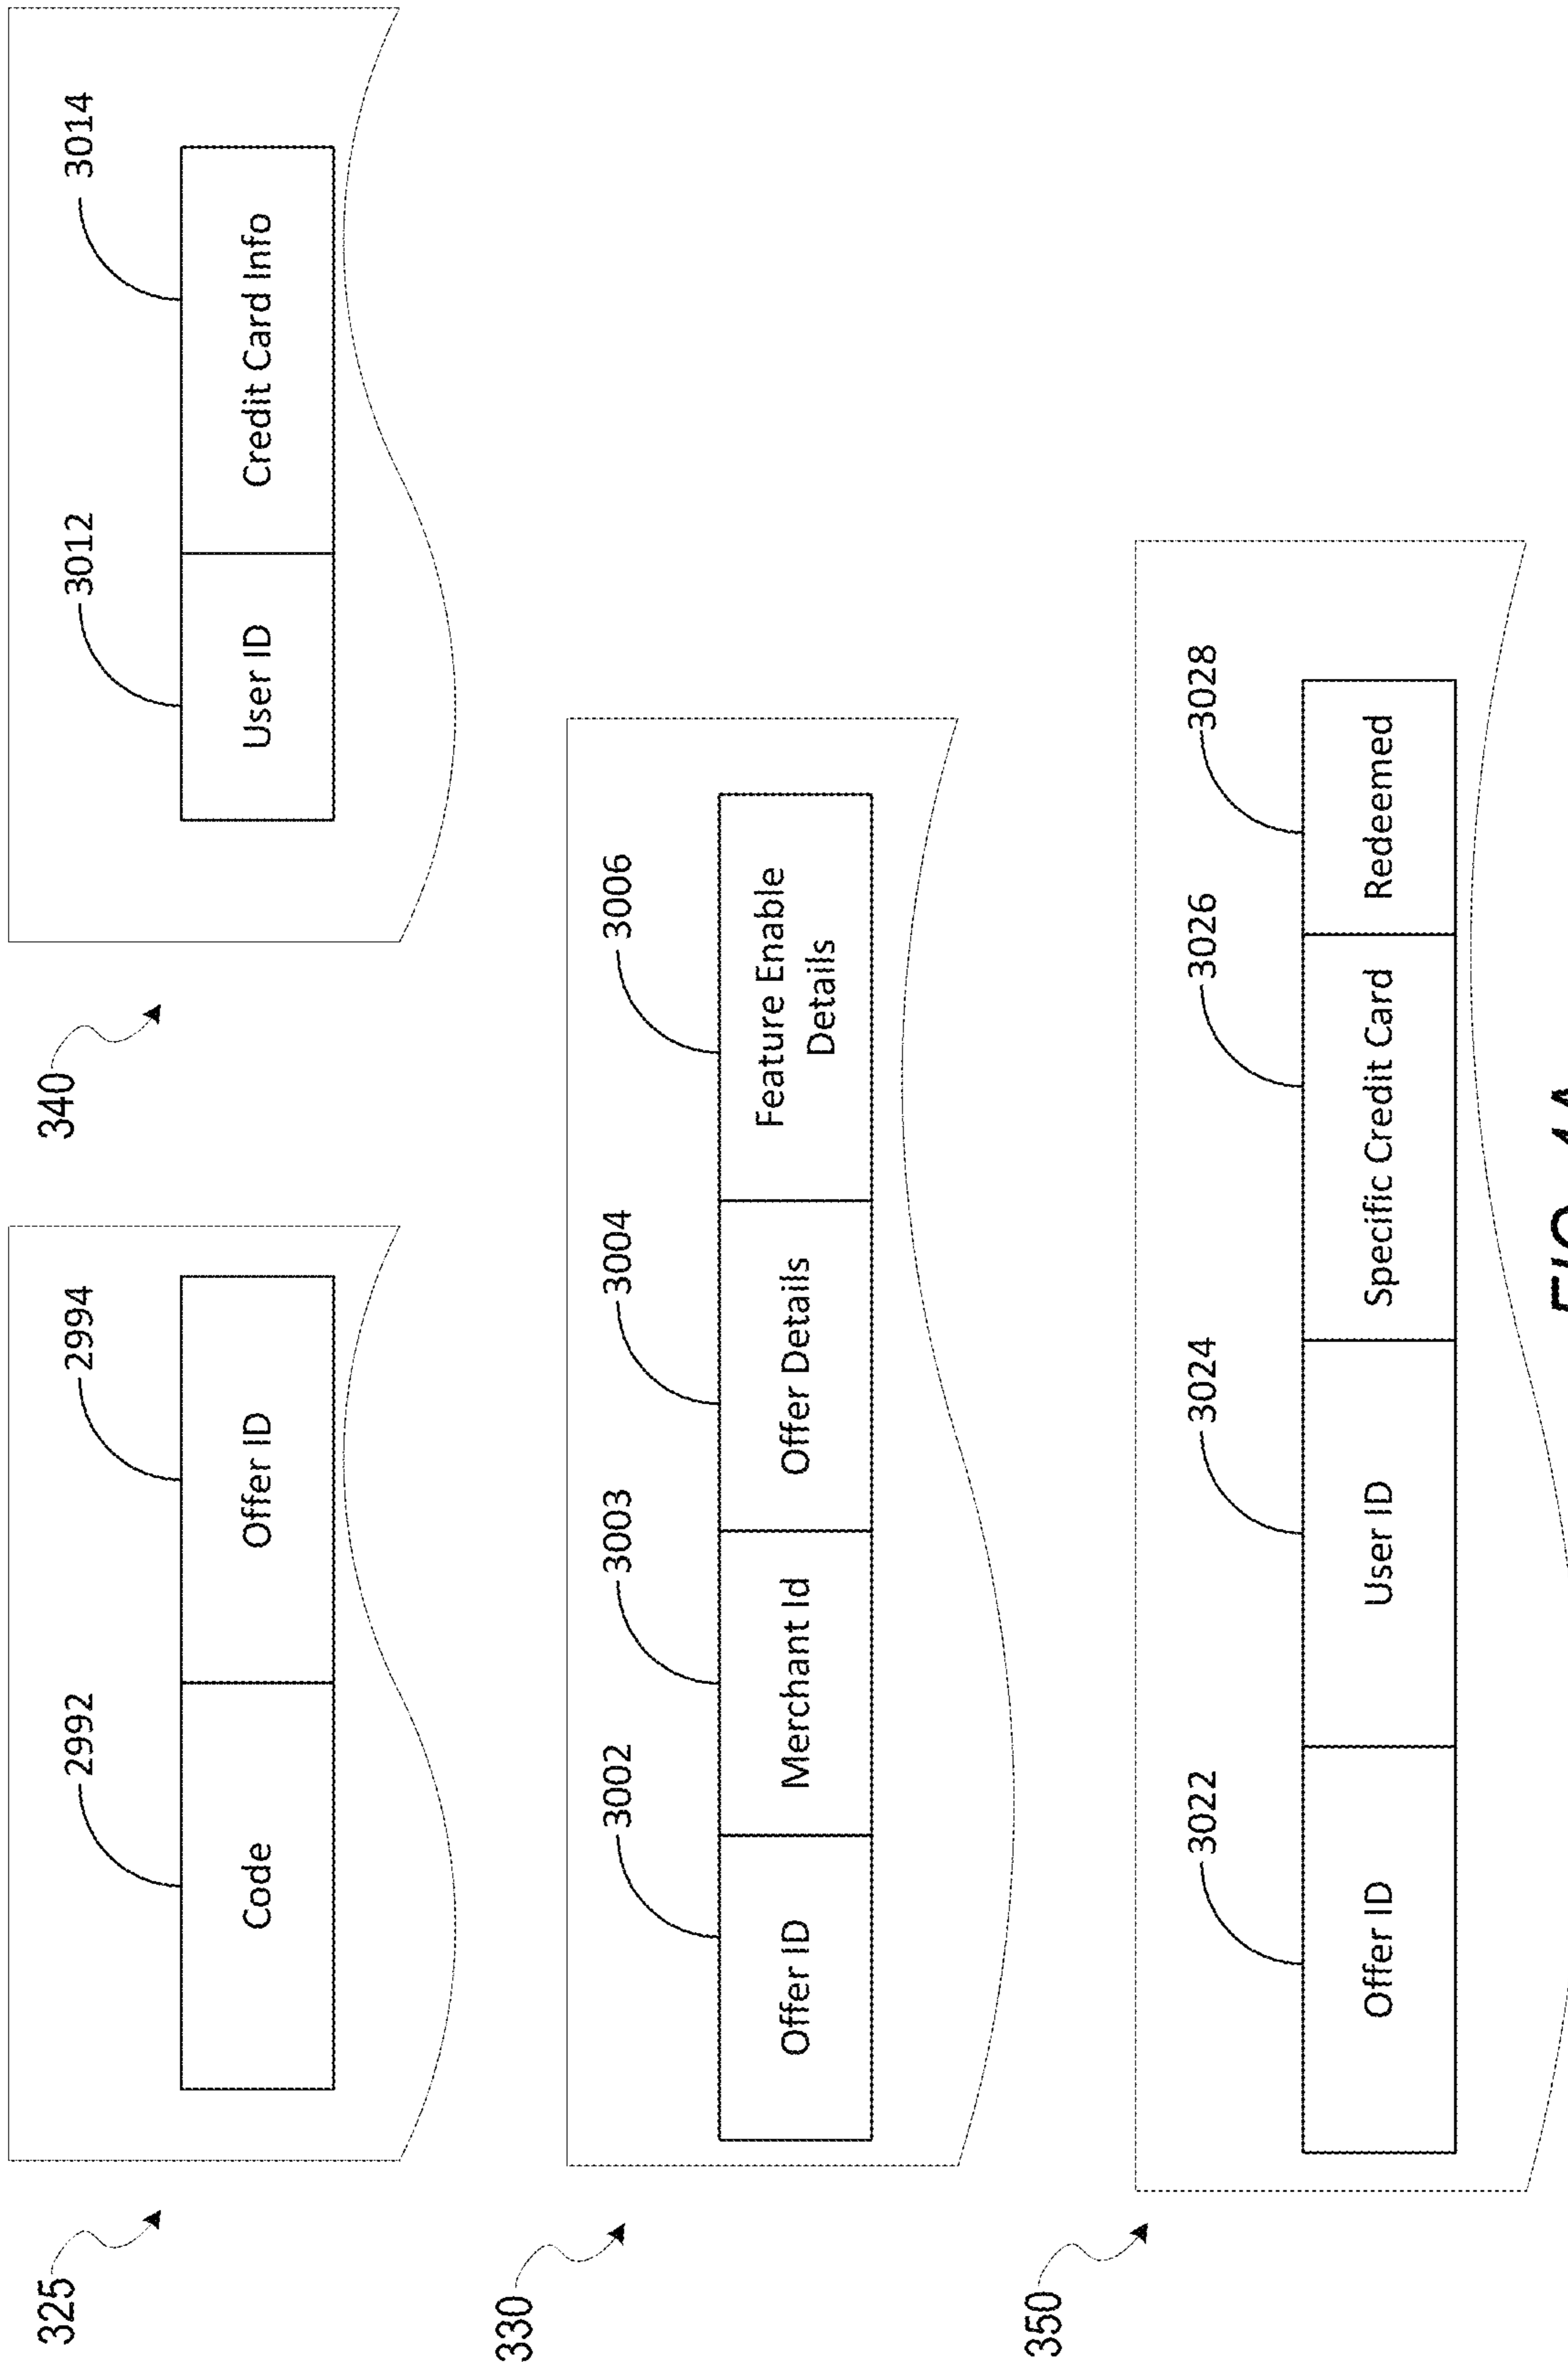 325
2992
2994
Code
Offer ID
340
3012
3014
User ID
Credit Card Info
330
3002
3003
3004
3006
Offer ID
Merchant Id
Offer Details
Feature Enable
Details
350
3022
3024
3026
3028
Offer ID
User ID
Specific Credit Card
Redeemed
FIG. 4A